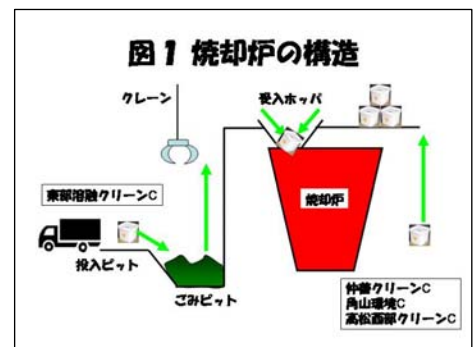 図1 焼却炉の構造
クレーン
受入ホッパ
東部溶融クリーンC
焼却炉
投入ピット
ごみピット
仲善クリーンC
角山環境C
高松西部クリーンC